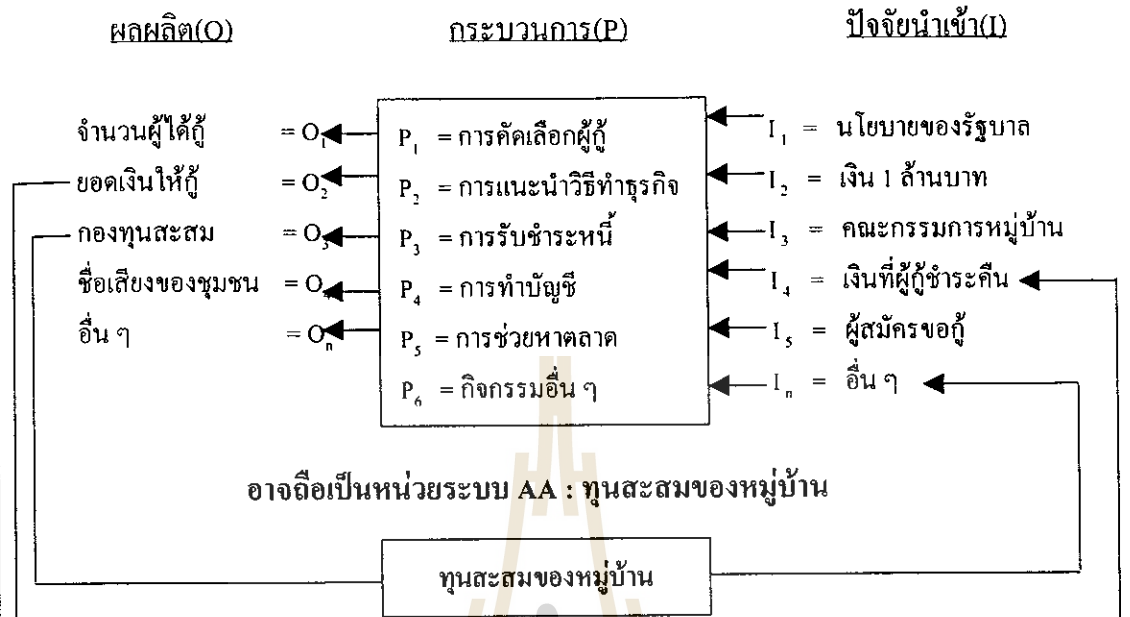 ผลผลิต(O) กระบวนการ(P) ปัจจัยนำเข้า(I)
จำนวนผู้ได้กู้ = O₁ P₁ = การคัดเลือกผู้กู้ I₁ = นโยบายของรัฐบาล
ยอดเงินให้กู้ = O₂ P₂ = การแนะนำวิธีทำธุรกิจ I₂ = เงิน 1 ล้านบาท
กองทุนสะสม = O₃ P₃ = การรับชำระหนี้ I₃ = คณะกรรมการหมู่บ้าน
ชื่อเสียงของชุมชน = O P₄ = การทำบัญชี I₄ = เงินที่ผู้กู้ชำระคืน
อื่น ๆ = Oₙ P₅ = การช่วยหาตลาด I₅ = ผู้สมัครขอกู้
P₆ = กิจกรรมอื่น ๆ Iₙ = อื่น ๆ
อาจถือเป็นหน่วยระบบ AA : ทุนสะสมของหมู่บ้าน
ทุนสะสมของหมู่บ้าน